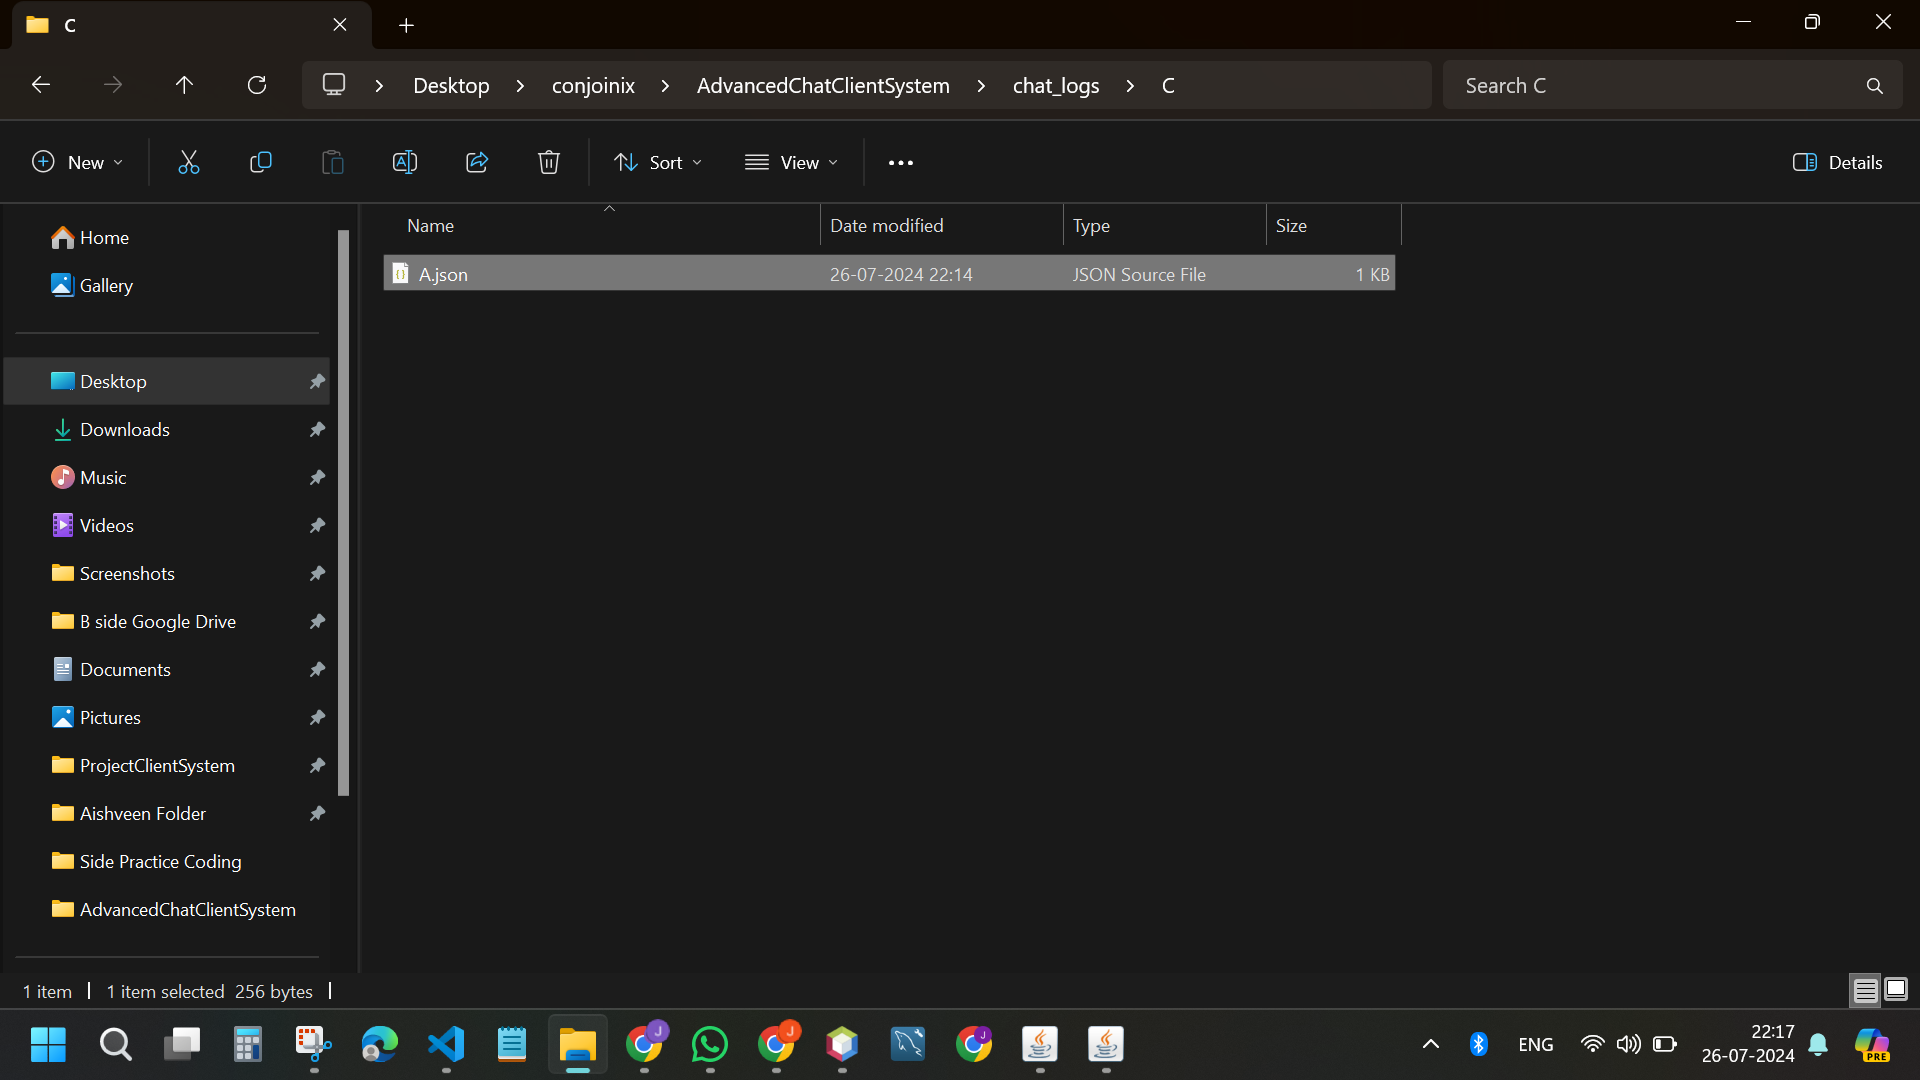 C
Desktop > conjoinix > AdvancedChatClientSystem > chat_logs > C
Search C
New
Sort
View
Details
Name Date modified Type Size
A.json 26-07-2024 22:14 JSON Source File 1 KB
Home
Gallery
Desktop
Downloads
Music
Videos
Screenshots
B side Google Drive
Documents
Pictures
ProjectClientSystem
Aishveen Folder
Side Practice Coding
AdvancedChatClientSystem
1 item | 1 item selected 256 bytes |
J
J
J
ENG
22:17
26-07-2024
PRE